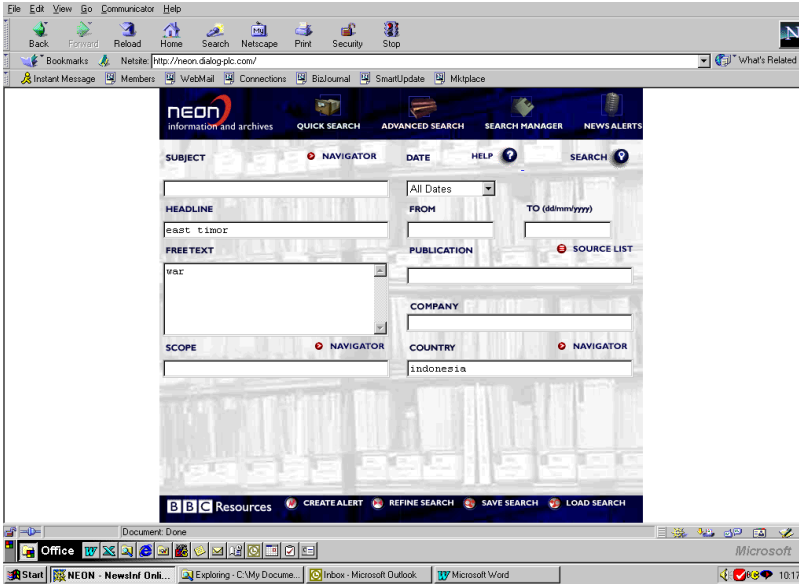 File Edit View Go Communicator Help
Back Forward Reload Home Search Netscape Print Security Stop
Bookmarks Netsite: http://neon.dialog-plc.com/ What's Related
Instant Message Members WebMail Connections BizJournal SmartUpdate Mktplace
neon
information and archives
QUICK SEARCH ADVANCED SEARCH SEARCH MANAGER NEWS ALERTS
SUBJECT NAVIGATOR DATE HELP ? SEARCH
All Dates
HEADLINE FROM TO (dd/mm/yyyy)
east timor
FREE TEXT PUBLICATION SOURCE LIST
war
COMPANY
SCOPE NAVIGATOR COUNTRY NAVIGATOR
indonesia
BBC Resources CREATE ALERT REFINE SEARCH SAVE SEARCH LOAD SEARCH
Document: Done
Office Microsoft
Start NEON - NewsInf Onli... Exploring - C:\My Docume... Inbox - Microsoft Outlook Microsoft Word 10:17